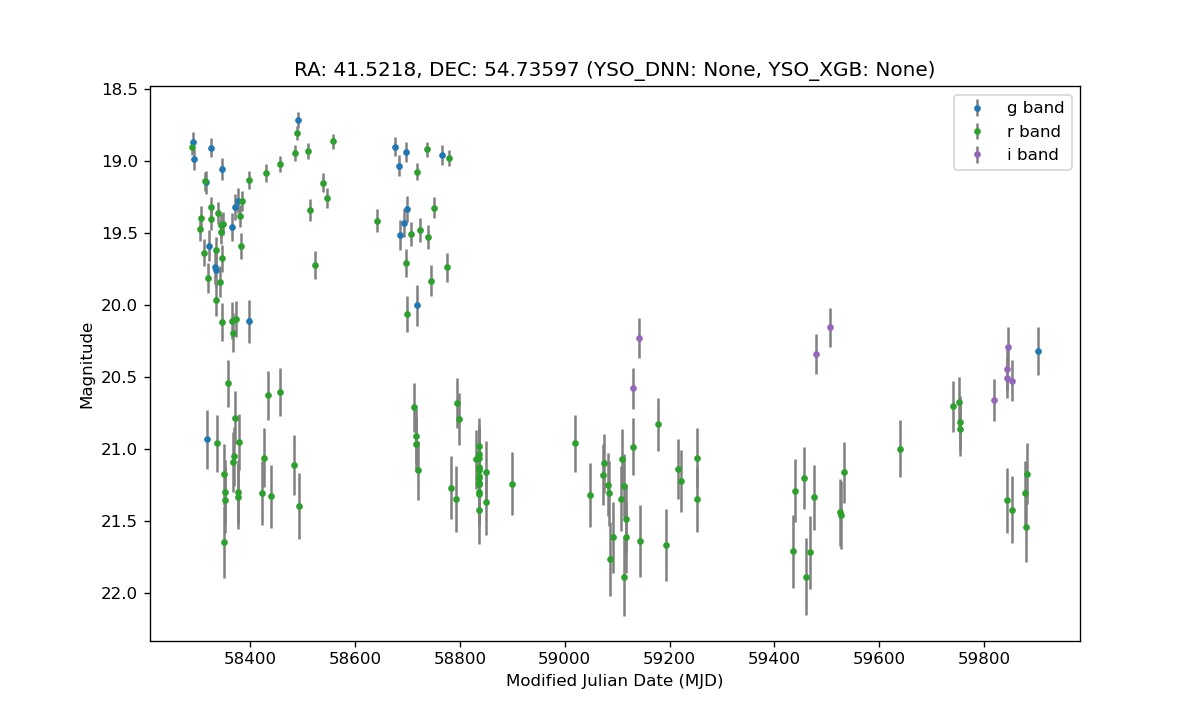 RA: 41.5218, DEC: 54.73597 (YSO_DNN: None, YSO_XGB: None)
g band
r band
i band
18.5
19.0
19.5
20.0
20.5
21.0
21.5
22.0
Magnitude
58400
58600
58800
59000
59200
59400
59600
59800
Modified Julian Date (MJD)